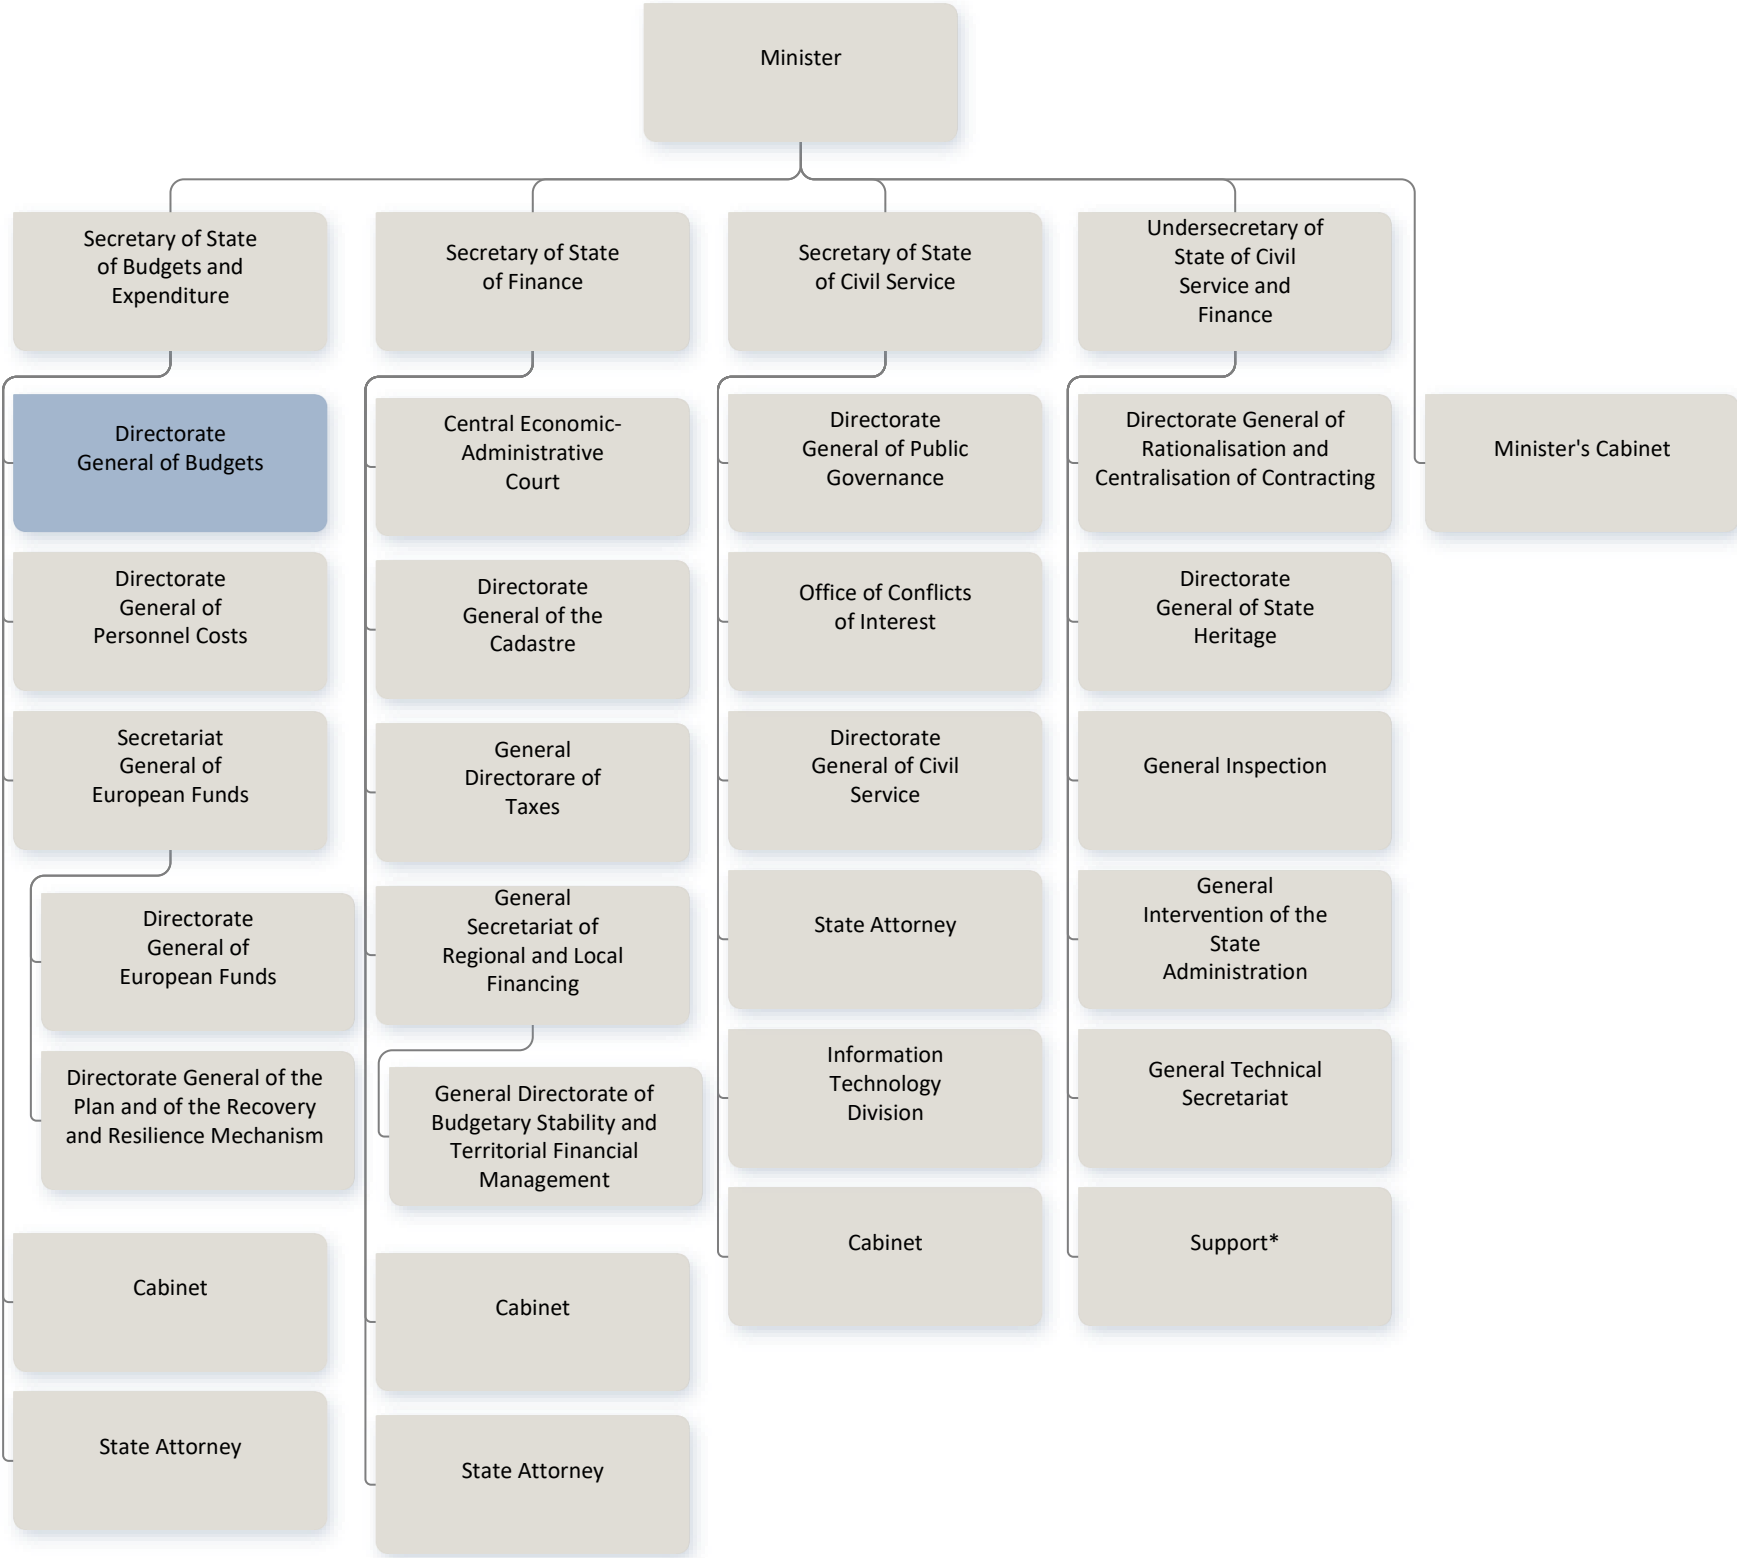 Minister
Secretary of State
of Budgets and
Expenditure
Secretary of State
of Finance
Secretary of State
of Civil Service
Undersecretary of
State of Civil
Service and
Finance
Directorate
General of Budgets
Directorate
General of
Personnel Costs
Secretariat
General of
European Funds
Directorate
General of
European Funds
Directorate General of the
Plan and of the Recovery
and Resilience Mechanism
Cabinet
State Attorney
Central Economic-
Administrative
Court
Directorate
General of the
Cadastre
General
Directorare of
Taxes
General
Secretariat of
Regional and Local
Financing
General Directorate of
Budgetary Stability and
Territorial Financial
Management
Cabinet
State Attorney
Directorate
General of Public
Governance
Office of Conflicts
of Interest
Directorate
General of Civil
Service
State Attorney
Information
Technology
Division
Cabinet
Directorate General of
Rationalisation and
Centralisation of Contracting
Directorate
General of State
Heritage
General Inspection
General
Intervention of the
State
Administration
General Technical
Secretariat
Support*
Minister's Cabinet